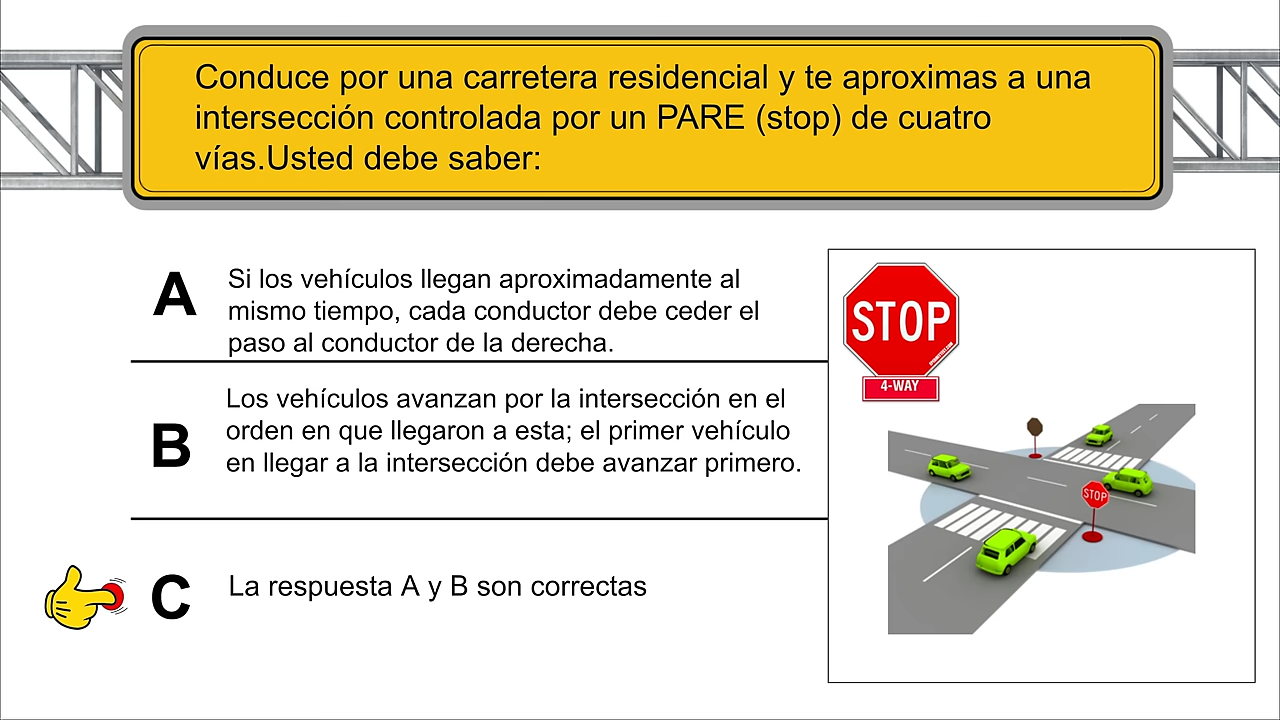 Conduce por una carretera residencial y te aproximas a una
intersección controlada por un PARE (stop) de cuatro
vías.Usted debe saber:
A
Si los vehículos llegan aproximadamente al
mismo tiempo, cada conductor debe ceder el
paso al conductor de la derecha.
B
Los vehículos avanzan por la intersección en el
orden en que llegaron a esta; el primer vehículo
en llegar a la intersección debe avanzar primero.
C
La respuesta A y B son correctas
STOP
4-WAY
STOP